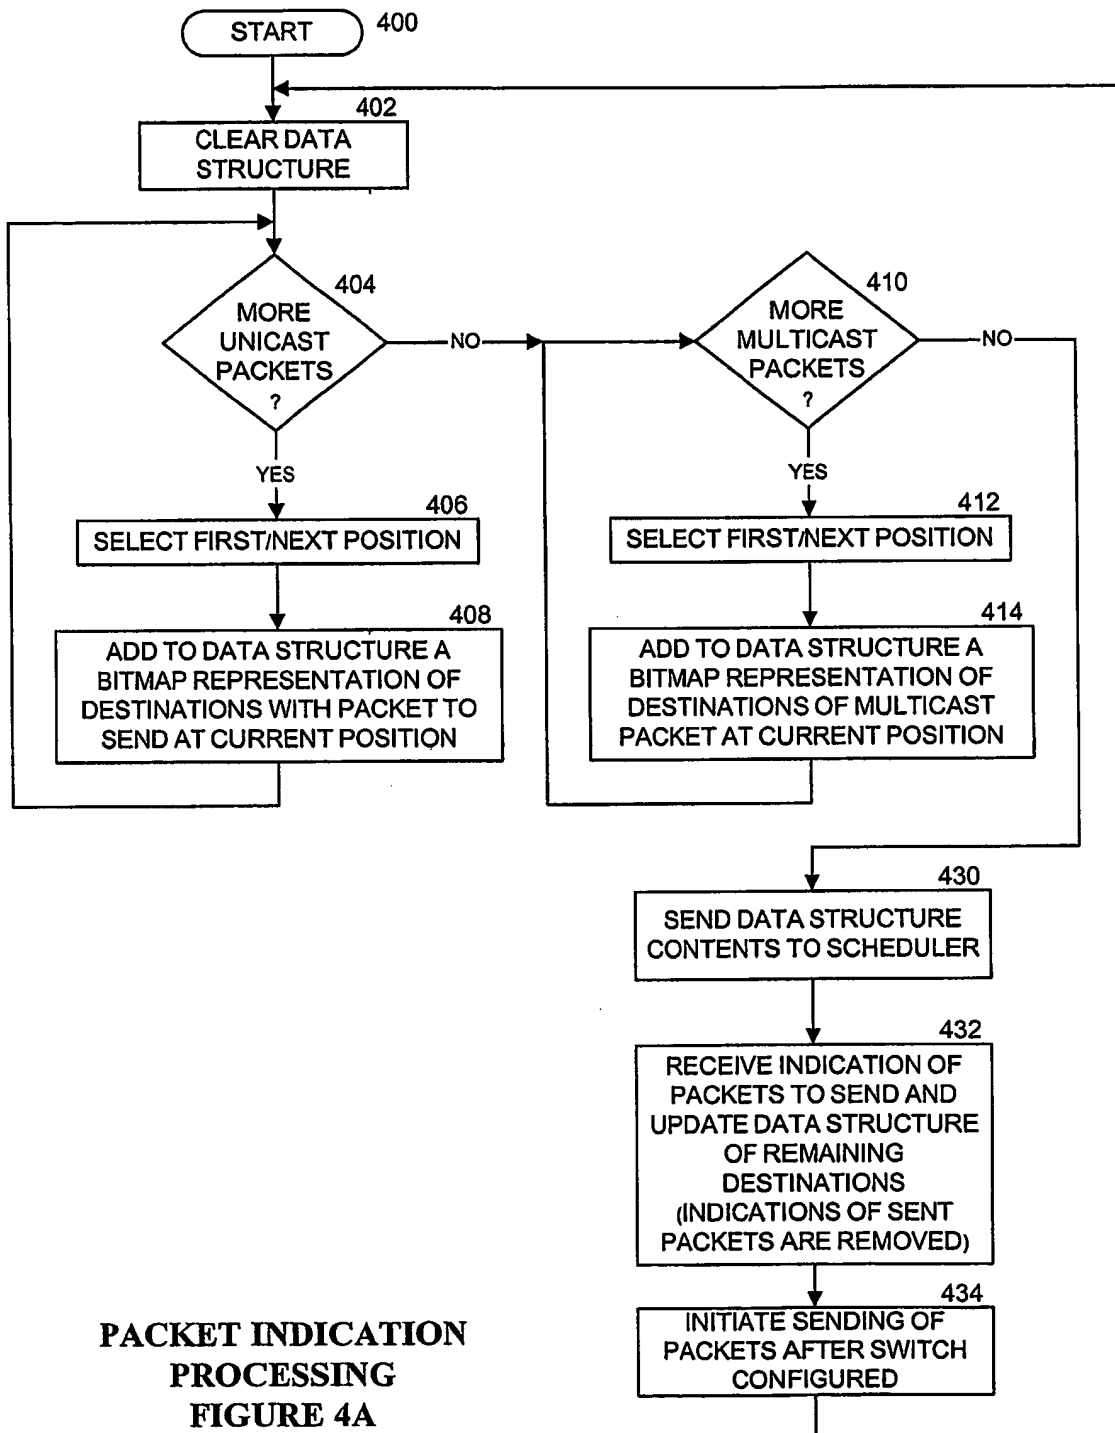 START
400
402
CLEAR DATA
STRUCTURE
404
MORE
UNICAST
PACKETS
?
NO
YES
406
SELECT FIRST/NEXT POSITION
408
ADD TO DATA STRUCTURE A
BITMAP REPRESENTATION OF
DESTINATIONS WITH PACKET TO
SEND AT CURRENT POSITION
410
MORE
MULTICAST
PACKETS
?
NO
YES
412
SELECT FIRST/NEXT POSITION
414
ADD TO DATA STRUCTURE A
BITMAP REPRESENTATION OF
DESTINATIONS OF MULTICAST
PACKET AT CURRENT POSITION
430
SEND DATA STRUCTURE
CONTENTS TO SCHEDULER
432
RECEIVE INDICATION OF
PACKETS TO SEND AND
UPDATE DATA STRUCTURE
OF REMAINING
DESTINATIONS
(INDICATIONS OF SENT
PACKETS ARE REMOVED)
434
INITIATE SENDING OF
PACKETS AFTER SWITCH
CONFIGURED
PACKET INDICATION
PROCESSING
FIGURE 4A